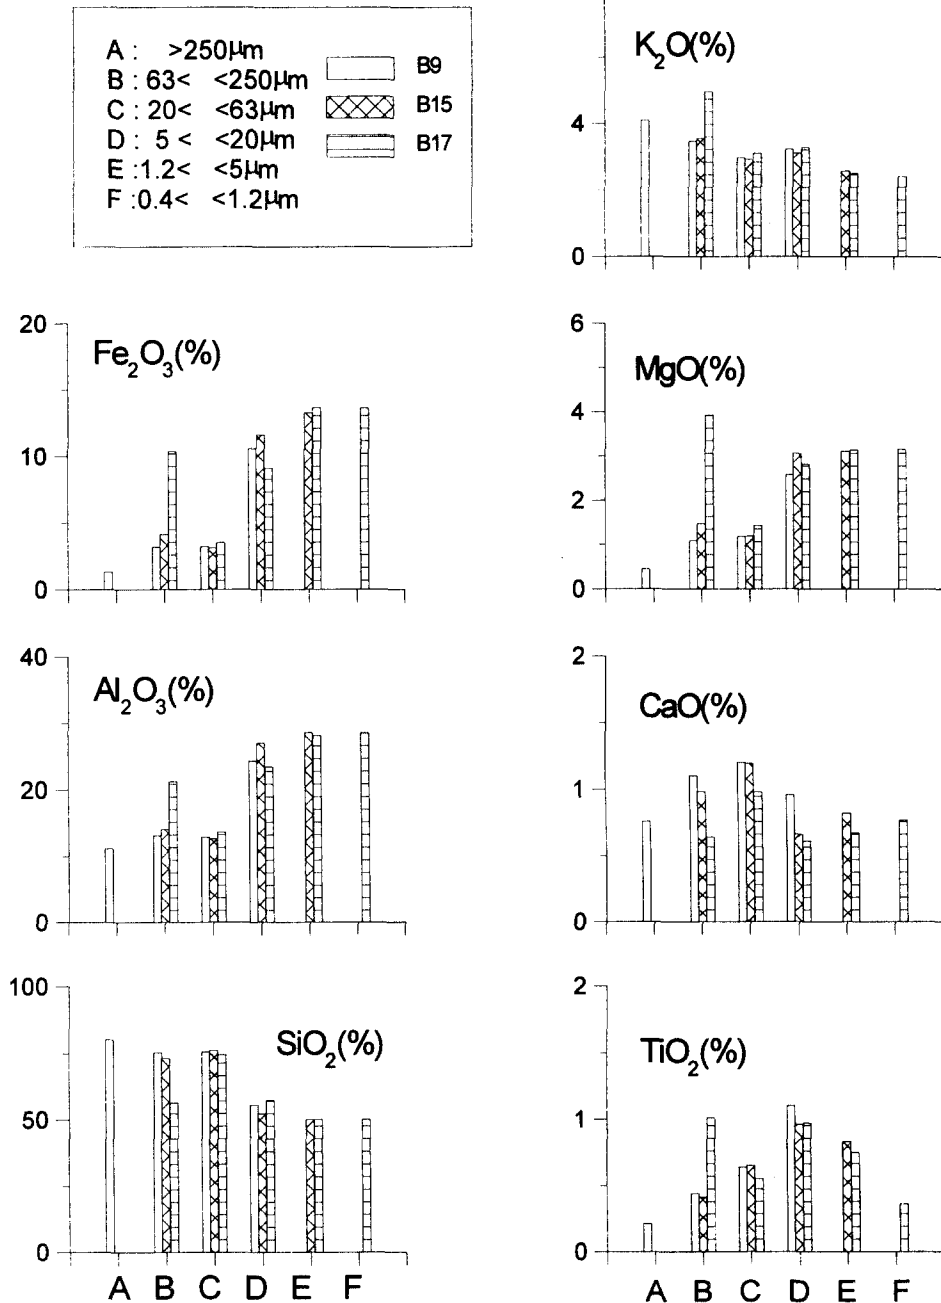 A : >250µm
B : 63< <250µm
C : 20< <63µm
D : 5 < <20µm
E :1.2< <5µm
F :0.4< <1.2µm
B9
B15
B17
K₂O(%)
4
0
Fe₂O₃(%)
20
10
0
MgO(%)
6
4
2
0
Al₂O₃(%)
40
20
0
CaO(%)
2
1
0
SiO₂(%)
100
50
0
A B C D E F
TiO₂(%)
2
1
0
A B C D E F